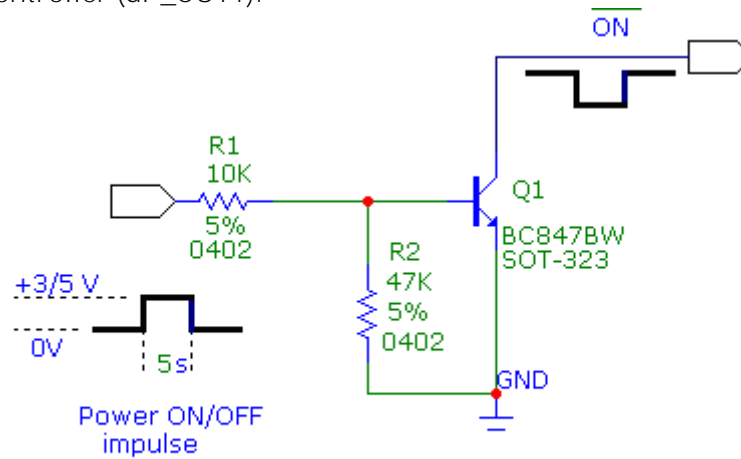 ON
R1
10K
5%
0402
Q1
BC847BW
SOT-323
R2
47K
5%
0402
+3/5 V
0V
5s
GND
Power ON/OFF
impulse